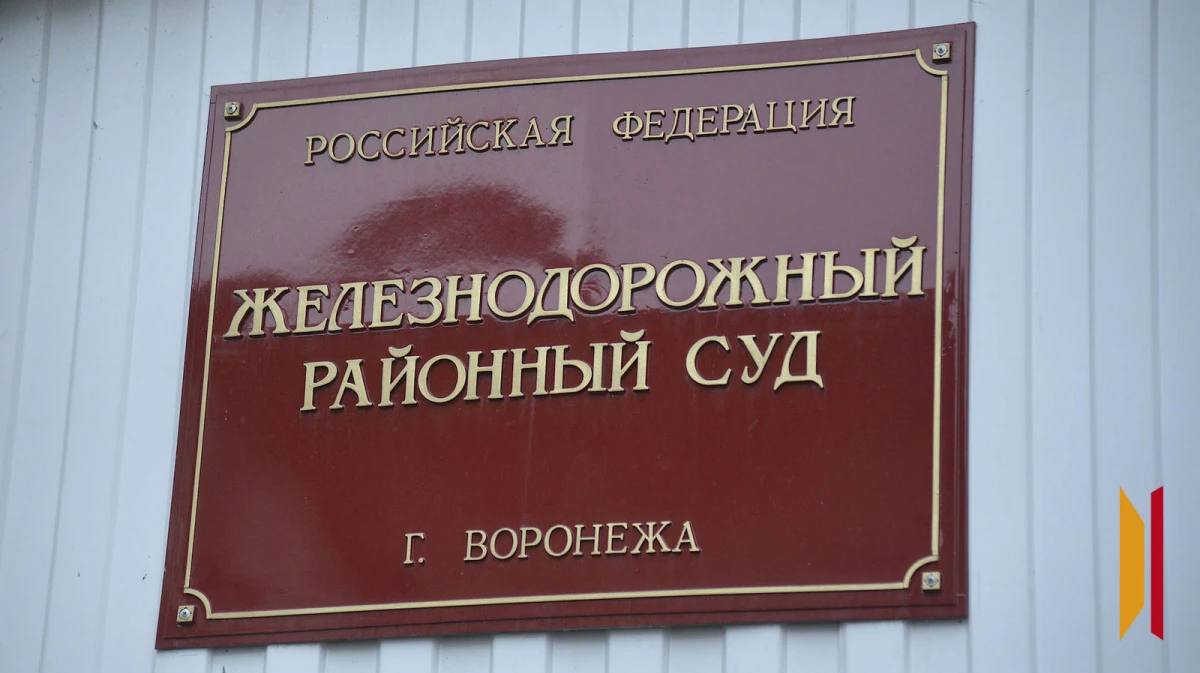 РОССИЙСКАЯ ФЕДЕРАЦИЯ
ЖЕЛЕЗНОДОРОЖНЫЙ
РАЙОННЫЙ СУД
Г. ВОРОНЕЖА